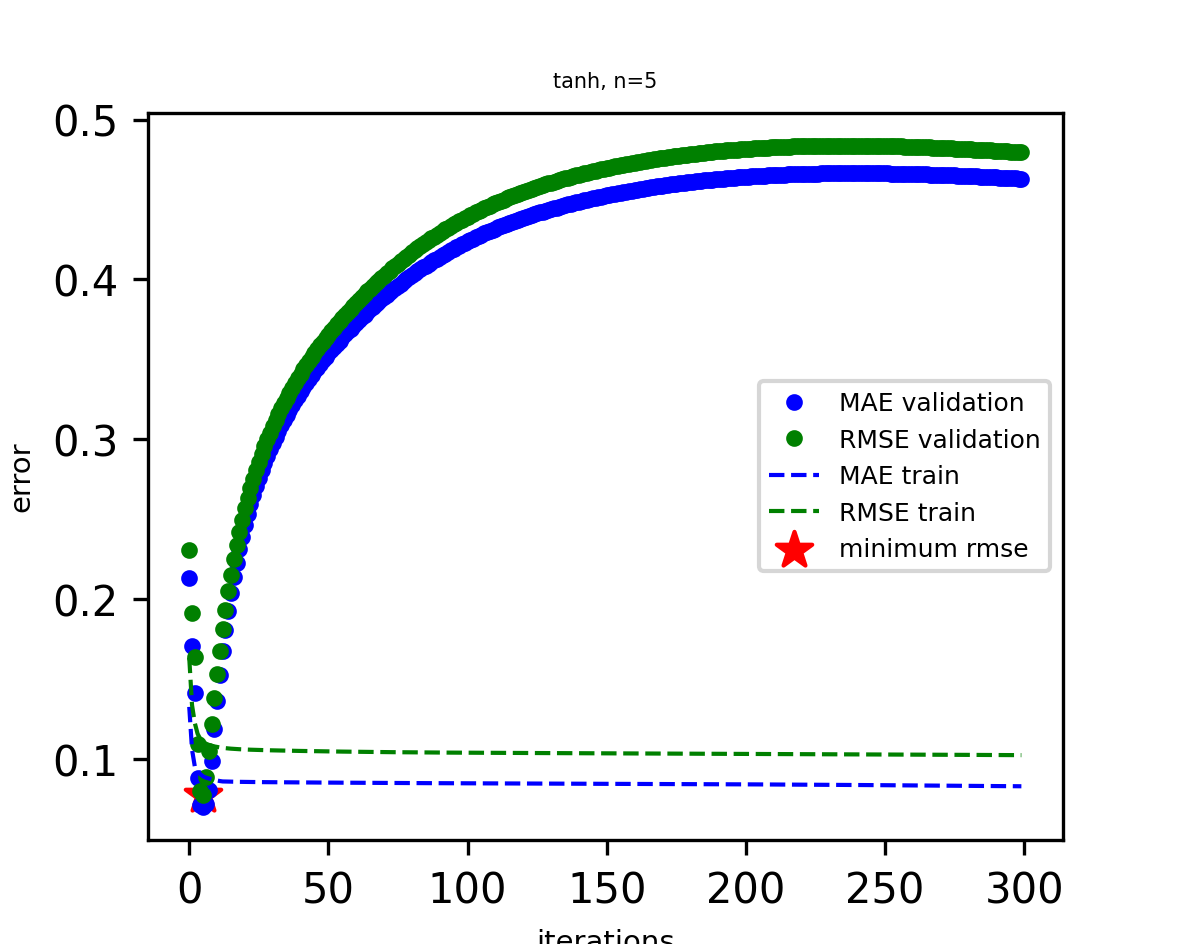 tanh, n=5
0.5
0.4
0.3
0.2
0.1
error
MAE validation
RMSE validation
MAE train
RMSE train
minimum rmse
0 50 100 150 200 250 300
iterations